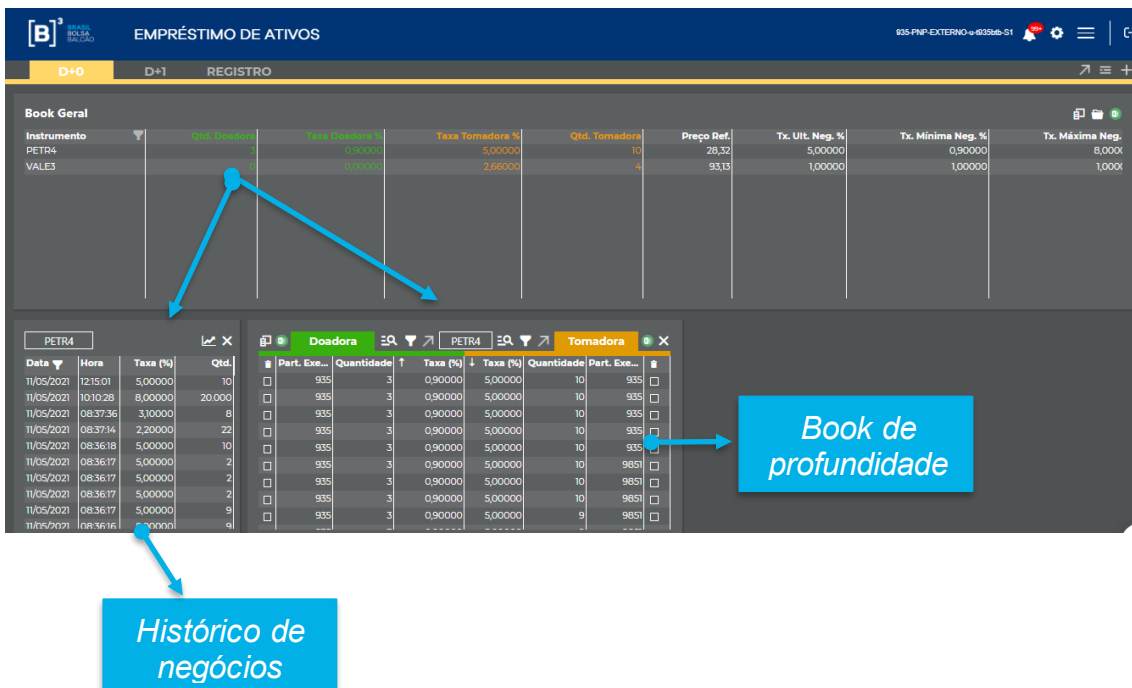 [B]³ BRASIL BOLSA BALCÃO EMPRÉSTIMO DE ATIVOS 935-PNP-EXTERNO-u-t935btb-S1 99+
D+0 D+1 REGISTRO
Book Geral
Instrumento Qtd. Doadora Taxa Doadora % Taxa Tomadora % Qtd. Tomadora Preço Ref. Tx. Ult. Neg. % Tx. Mínima Neg. % Tx. Máxima Neg.
PETR4 3 0,90000 5,00000 10 28,32 5,00000 0,90000 8,0000
VALE3 0 0,00000 2,66000 4 93,13 1,00000 1,00000 1,0000
PETR4
Data Hora Taxa (%) Qtd.
11/05/2021 12:15:01 5,00000 10
11/05/2021 10:10:28 8,00000 20.000
11/05/2021 08:37:36 3,10000 8
11/05/2021 08:37:14 2,20000 22
11/05/2021 08:36:18 5,00000 10
11/05/2021 08:36:17 5,00000 2
11/05/2021 08:36:17 5,00000 2
11/05/2021 08:36:17 5,00000 2
11/05/2021 08:36:17 5,00000 9
11/05/2021 08:36:16 5,00000 9
Doadora PETR4 Tomadora
Part. Exe... Quantidade ↑ Taxa (%) ↓ Taxa (%) Quantidade Part. Exe...
935 3 0,90000 5,00000 10 935
935 3 0,90000 5,00000 10 935
935 3 0,90000 5,00000 10 935
935 3 0,90000 5,00000 10 935
935 3 0,90000 5,00000 10 935
935 3 0,90000 5,00000 10 9851
935 3 0,90000 5,00000 10 9851
935 3 0,90000 5,00000 10 9851
935 3 0,90000 5,00000 9 9851
Book de
profundidade
Histórico de
negócios